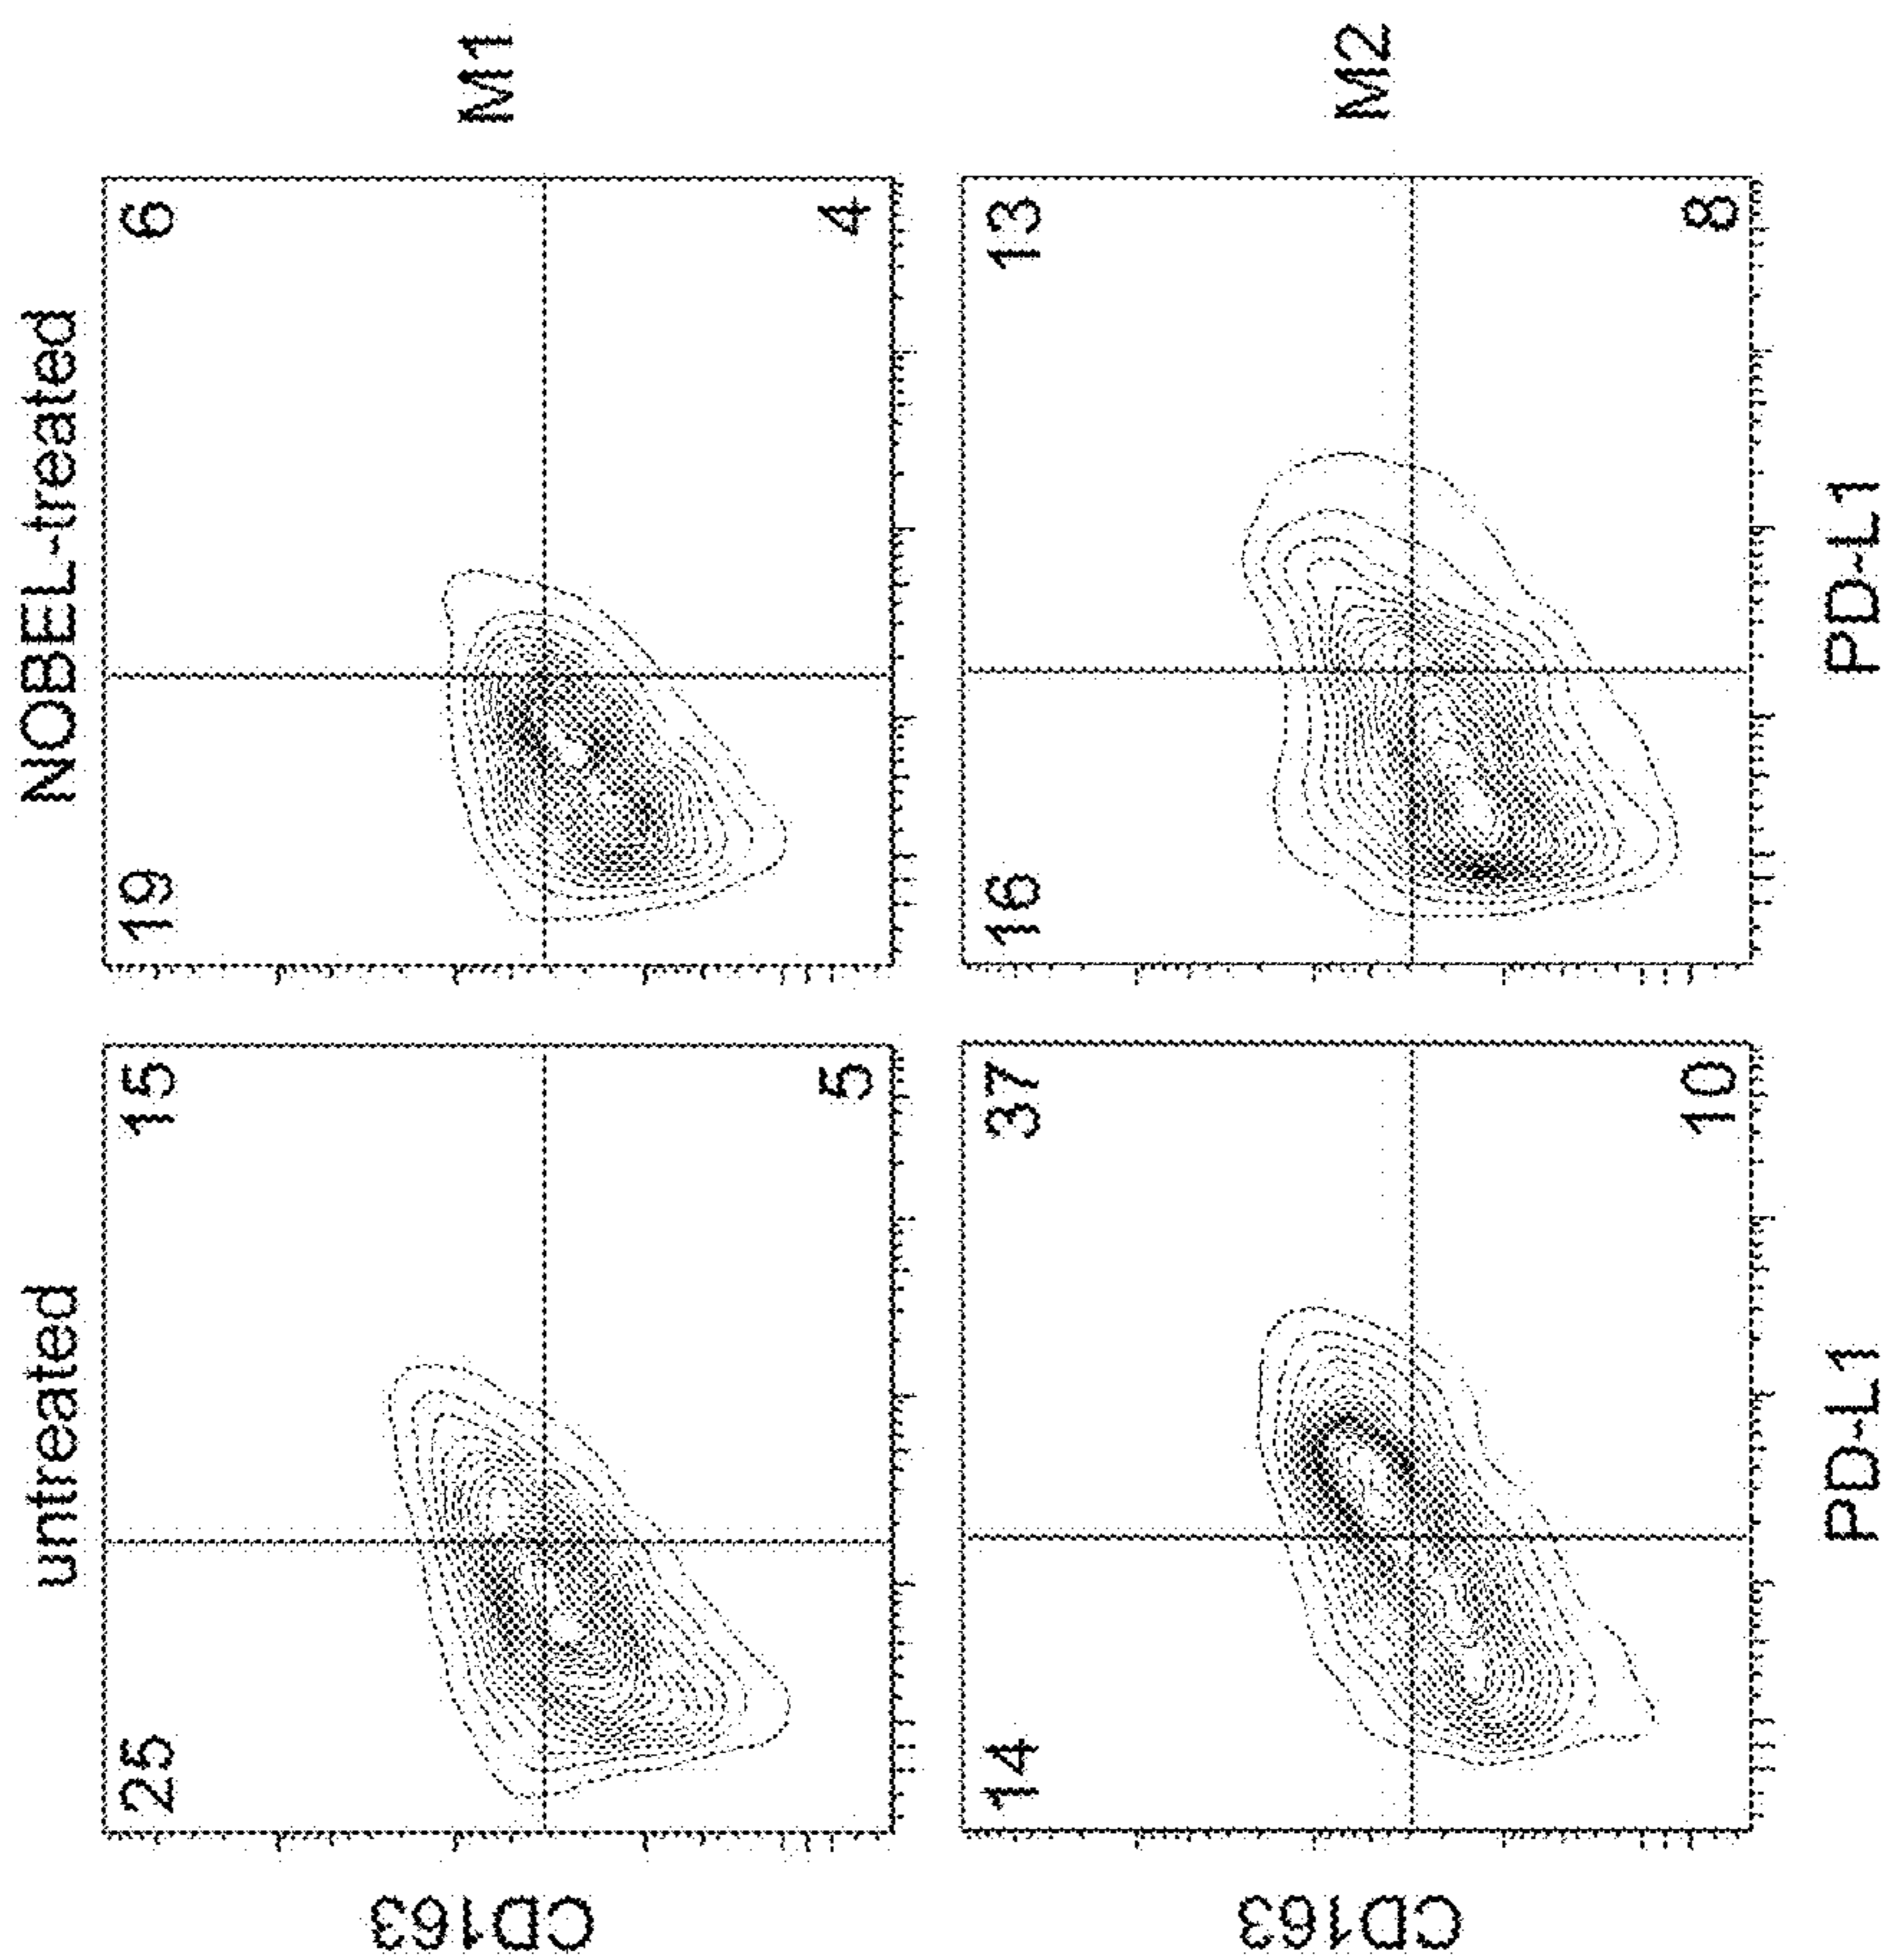 untreated NOBEL-treated
25 15 19 6
CD163 M1
5 4
14 37 16 13
CD163 M2
10 8
PD-L1 PD-L1